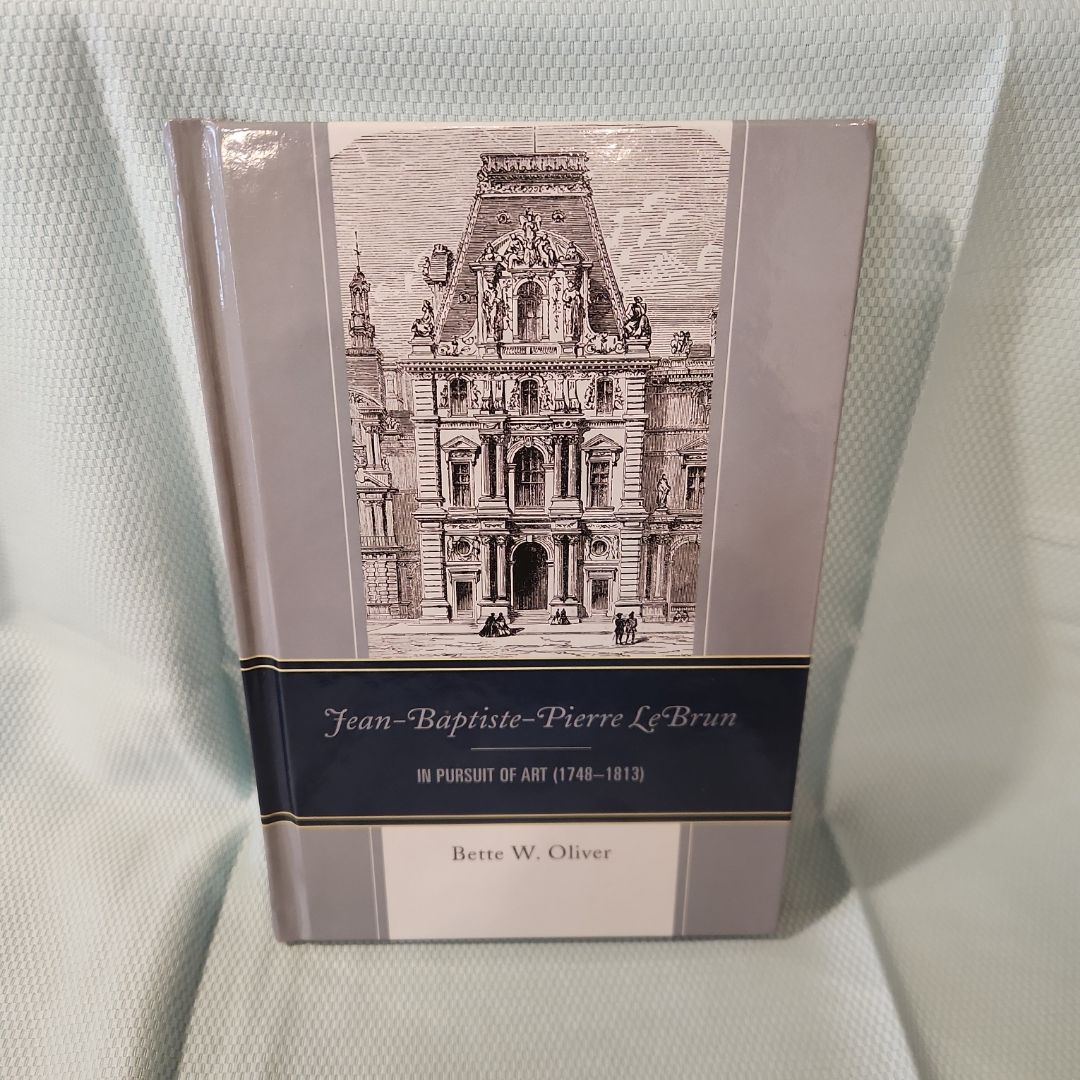 Jean-Baptiste-Pierre LeBrun
IN PURSUIT OF ART (1748–1813)
Bette W. Oliver